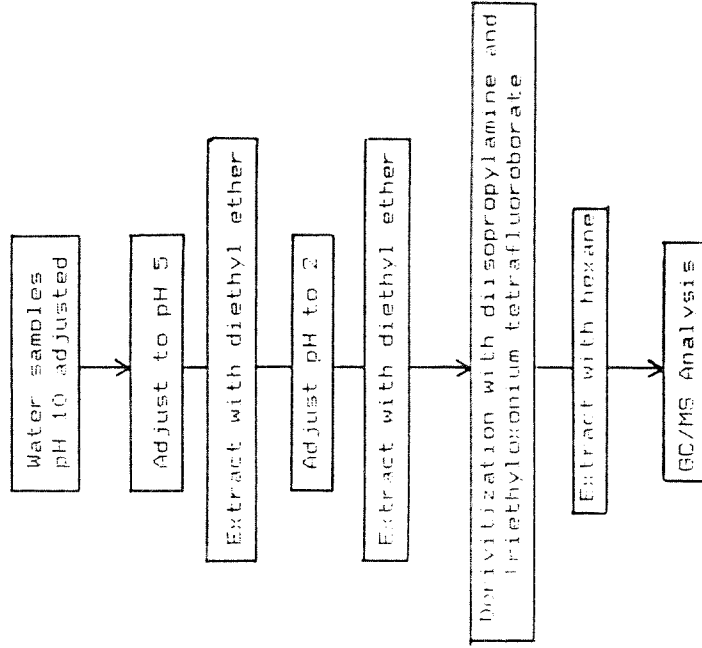 Water samples
pH 10 adjusted
Adjust to pH 5
Extract with diethyl ether
Adjust pH to 2
Extract with diethyl ether
Derivitization with diisopropylamine and
Triethyloxonium tetrafluoroborate
Extract with hexane
GC/MS Analysis